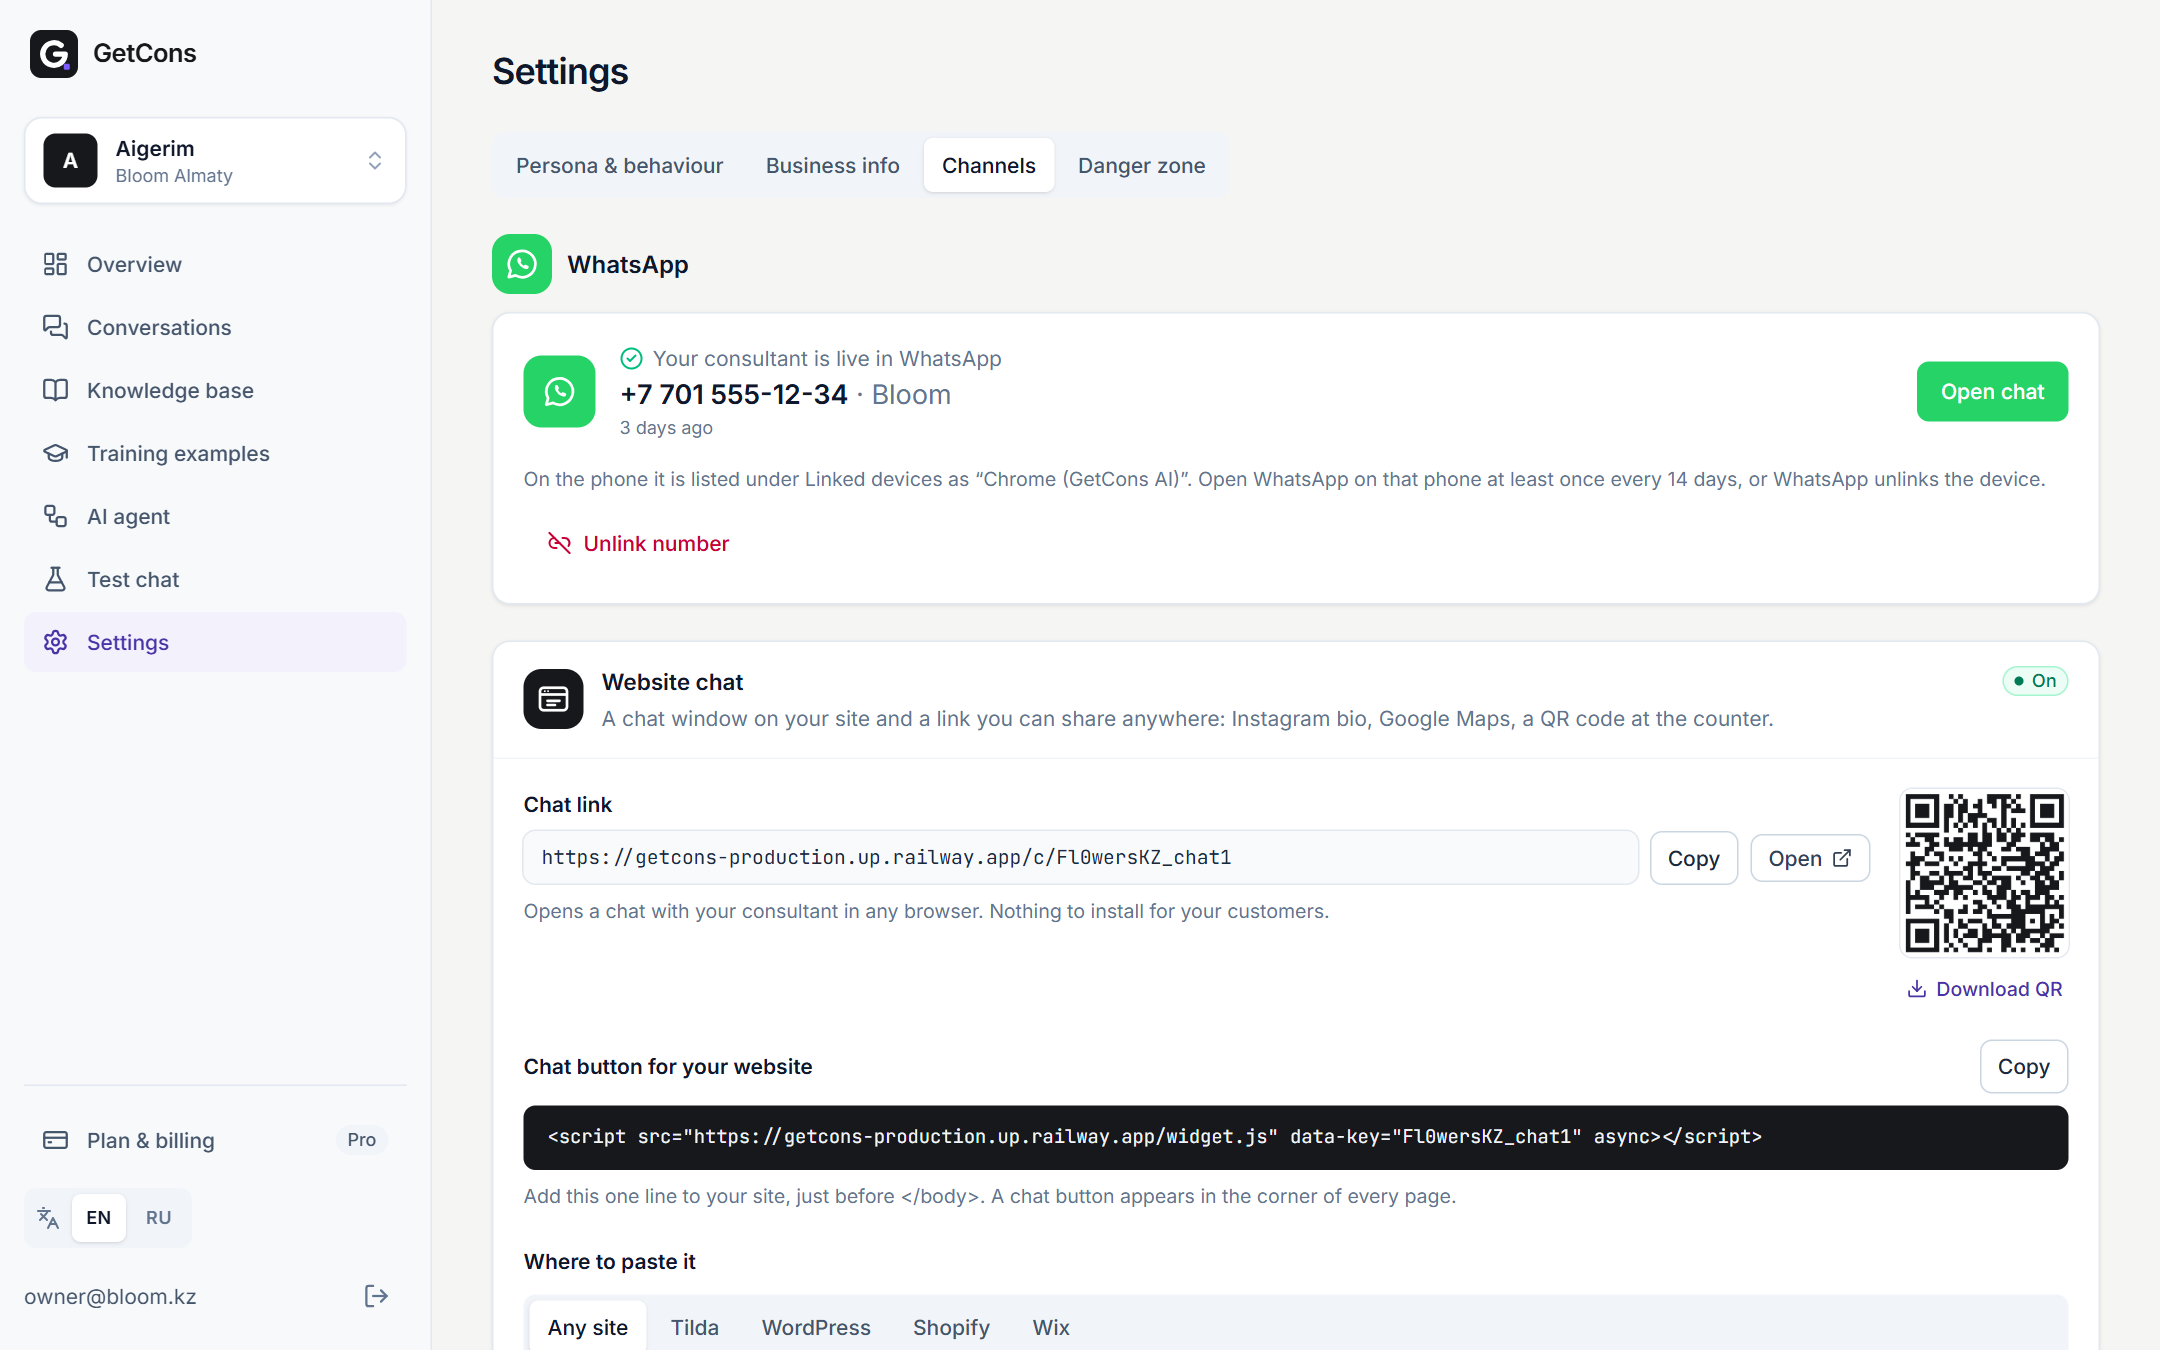 GetCons
A
Aigerim
Bloom Almaty
Overview
Conversations
Knowledge base
Training examples
AI agent
Test chat
Settings
Plan & billing
Pro
EN
RU
owner@bloom.kz
Settings
Persona & behaviour
Business info
Channels
Danger zone
WhatsApp
Your consultant is live in WhatsApp
+7 701 555-12-34 · Bloom
3 days ago
Open chat
On the phone it is listed under Linked devices as “Chrome (GetCons AI)”. Open WhatsApp on that phone at least once every 14 days, or WhatsApp unlinks the device.
Unlink number
Website chat
On
A chat window on your site and a link you can share anywhere: Instagram bio, Google Maps, a QR code at the counter.
Chat link
https://getcons-production.up.railway.app/c/Fl0wersKZ_chat1
Copy
Open
Opens a chat with your consultant in any browser. Nothing to install for your customers.
Download QR
Chat button for your website
Copy
<script src="https://getcons-production.up.railway.app/widget.js" data-key="Fl0wersKZ_chat1" async></script>
Add this one line to your site, just before </body>. A chat button appears in the corner of every page.
Where to paste it
Any site
Tilda
WordPress
Shopify
Wix